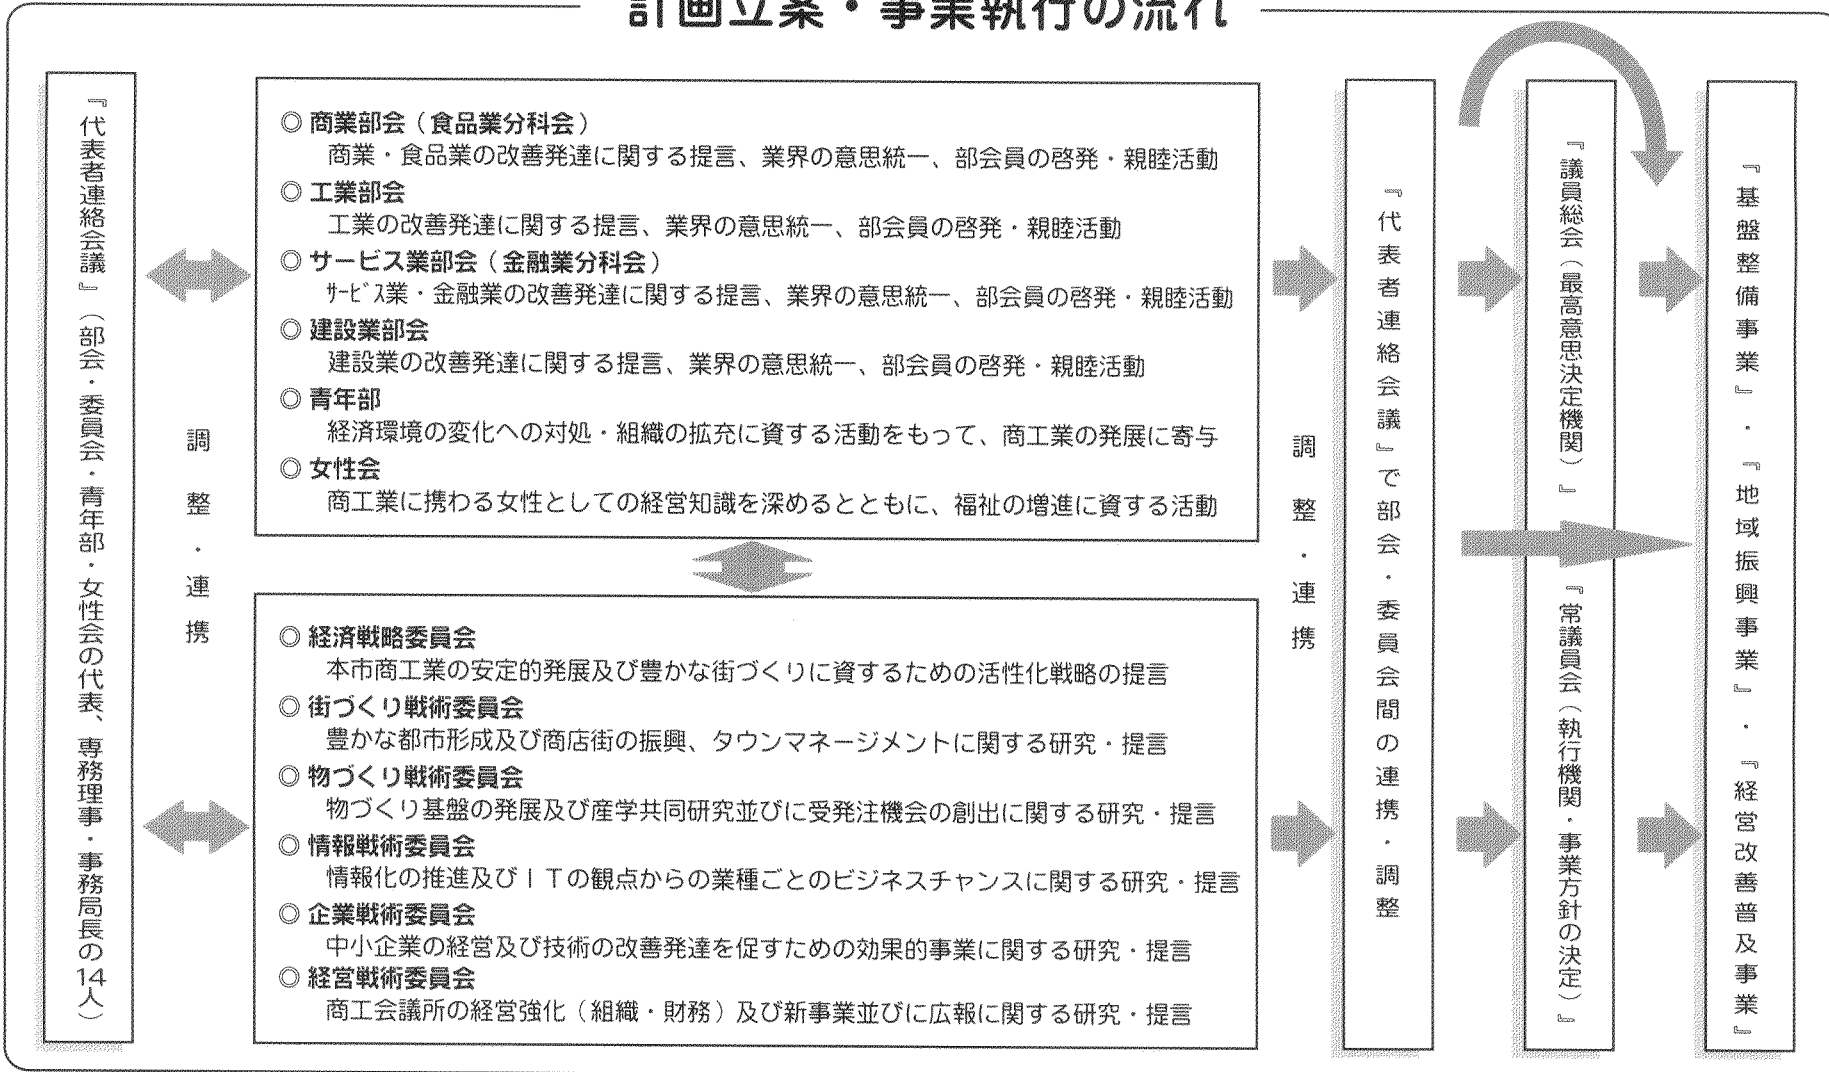 計画立案・事業執行の流れ
『代表者連絡会議』（部会・委員会・青年部・女性会の代表、専務理事・事務局長の14人）
調整・連携
◎ 商業部会（食品業分科会）
商業・食品業の改善発達に関する提言、業界の意思統一、部会員の啓発・親睦活動
◎ 工業部会
工業の改善発達に関する提言、業界の意思統一、部会員の啓発・親睦活動
◎ サービス業部会（金融業分科会）
ｻｰﾋﾞｽ業・金融業の改善発達に関する提言、業界の意思統一、部会員の啓発・親睦活動
◎ 建設業部会
建設業の改善発達に関する提言、業界の意思統一、部会員の啓発・親睦活動
◎ 青年部
経済環境の変化への対処・組織の拡充に資する活動をもって、商工業の発展に寄与
◎ 女性会
商工業に携わる女性としての経営知識を深めるとともに、福祉の増進に資する活動
◎ 経済戦略委員会
本市商工業の安定的発展及び豊かな街づくりに資するための活性化戦略の提言
◎ 街づくり戦術委員会
豊かな都市形成及び商店街の振興、タウンマネージメントに関する研究・提言
◎ 物づくり戦術委員会
物づくり基盤の発展及び産学共同研究並びに受発注機会の創出に関する研究・提言
◎ 情報戦術委員会
情報化の推進及びＩＴの観点からの業種ごとのビジネスチャンスに関する研究・提言
◎ 企業戦術委員会
中小企業の経営及び技術の改善発達を促すための効果的事業に関する研究・提言
◎ 経営戦術委員会
商工会議所の経営強化（組織・財務）及び新事業並びに広報に関する研究・提言
調整・連携
『代表者連絡会議』で部会・委員会間の連携・調整
『議員総会（最高意思決定機関）』
『常議員会（執行機関・事業方針の決定）』
『基盤整備事業』・『地域振興事業』・『経営改善普及事業』